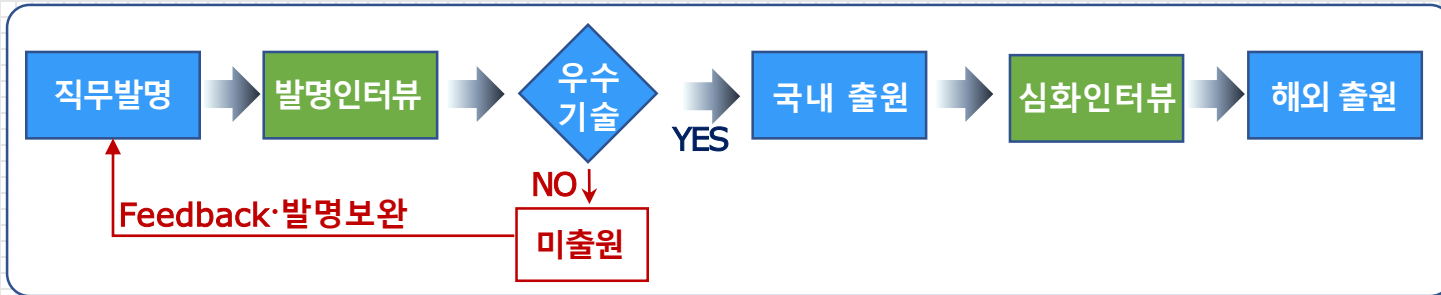 직무발명
발명인터뷰
우수
기술
YES
국내 출원
심화인터뷰
해외 출원
NO↓
미출원
Feedback·발명보완